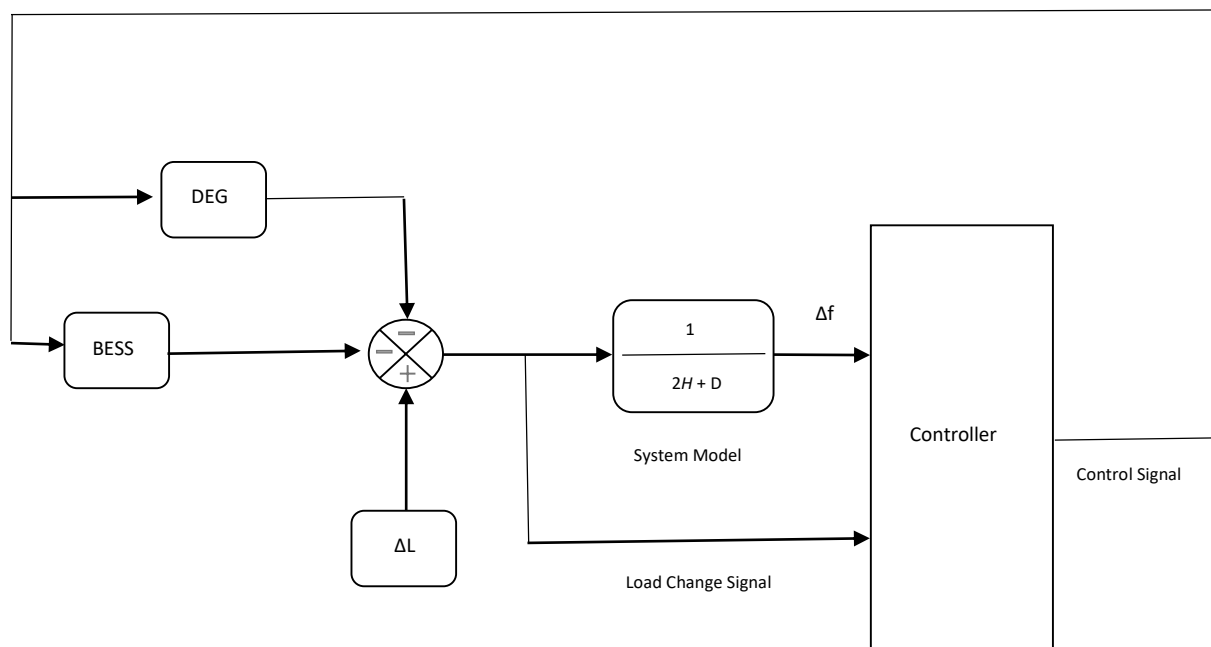 DEG
BESS
−
−
+
ΔL
1
2H + D
System Model
Δf
Load Change Signal
Controller
Control Signal